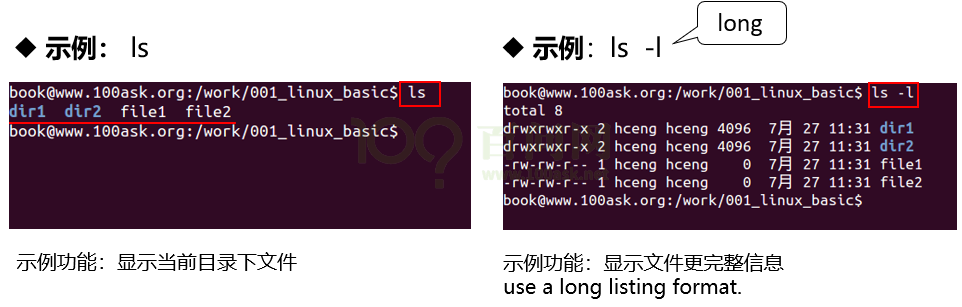 ◆ 示例： ls
book@www.100ask.org:/work/001_linux_basic$ ls
dir1  dir2  file1  file2
book@www.100ask.org:/work/001_linux_basic$
示例功能：显示当前目录下文件
long
◆ 示例：ls  -l
book@www.100ask.org:/work/001_linux_basic$ ls -l
total 8
drwxrwxr-x 2 hceng hceng 4096  7月 27 11:31 dir1
drwxrwxr-x 2 hceng hceng 4096  7月 27 11:31 dir2
-rw-rw-r-- 1 hceng hceng    0  7月 27 11:31 file1
-rw-rw-r-- 1 hceng hceng    0  7月 27 11:31 file2
book@www.100ask.org:/work/001_linux_basic$
示例功能：显示文件更完整信息
use a long listing format.
百问网
www.100ask.net